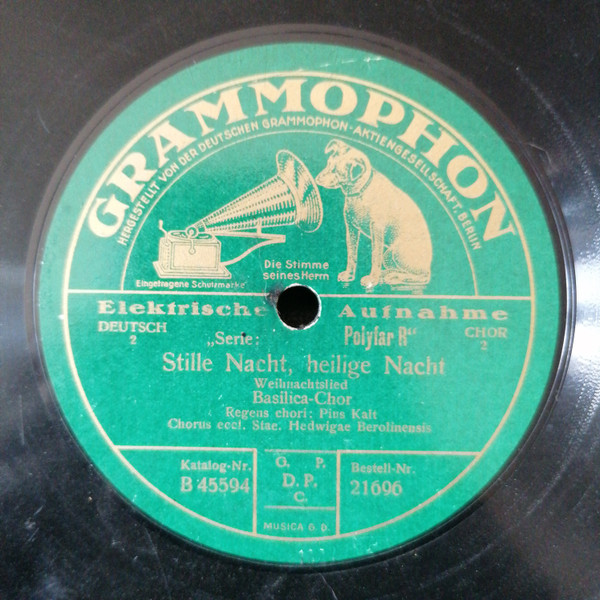 GRAMMOPHON
HERGESTELLT VON DER DEUTSCHEN GRAMMOPHON-AKTIENGESELLSCHAFT, BERLIN
Die Stimme
seines Herrn
Eingetragene Schutzmarke
Elektrische Aufnahme
DEUTSCH
2
„Serie: Polyfar R“
CHOR
2
Stille Nacht, heilige Nacht
Weihnachtslied
Basilica-Chor
Regens chori: Pius Kalt
Chorus eccl. Stae. Hedwigae Berolinensis
Katalog-Nr.
B 45594
G. P.
D. P.
C.
Bestell-Nr.
21696
MUSICA G. D.